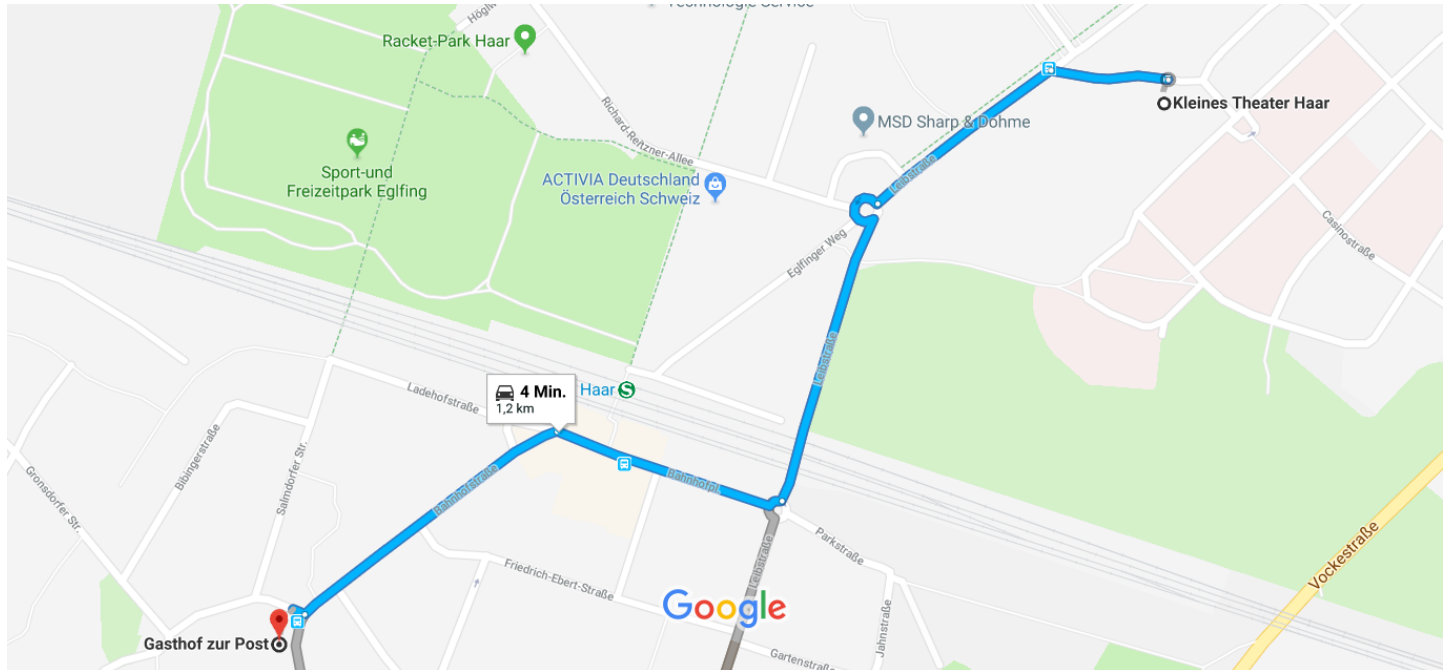 Racket-Park Haar
Kleines Theater Haar
Richard-Reitzner-Allee
MSD Sharp & Dohme
Sport-und
Freizeitpark Eglfing
ACTIVIA Deutschland
Österreich Schweiz
Leibstraße
Casinostraße
Eglfinger Weg
Leibstraße
4 Min.
1,2 km
Haar S
Ladehofstraße
Bibingerstraße
Salmdorfer Str.
Gronsdorfer Str.
Bahnhofstraße
Bahnhofpl.
Parkstraße
Leibstraße
Friedrich-Ebert-Straße
Vockestraße
Google
Jahnstraße
Gartenstraße
Gasthof zur Post